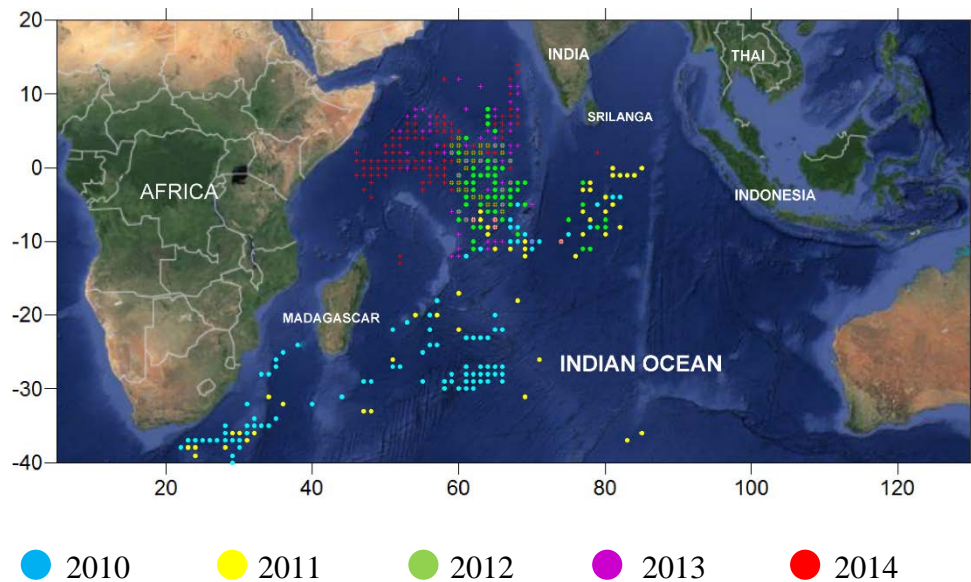 20
INDIA
THAI
10
SRILANGA
0
AFRICA
INDONESIA
-10
-20
MADAGASCAR
INDIAN OCEAN
-30
-40
20 40 60 80 100 120
2010 2011 2012 2013 2014